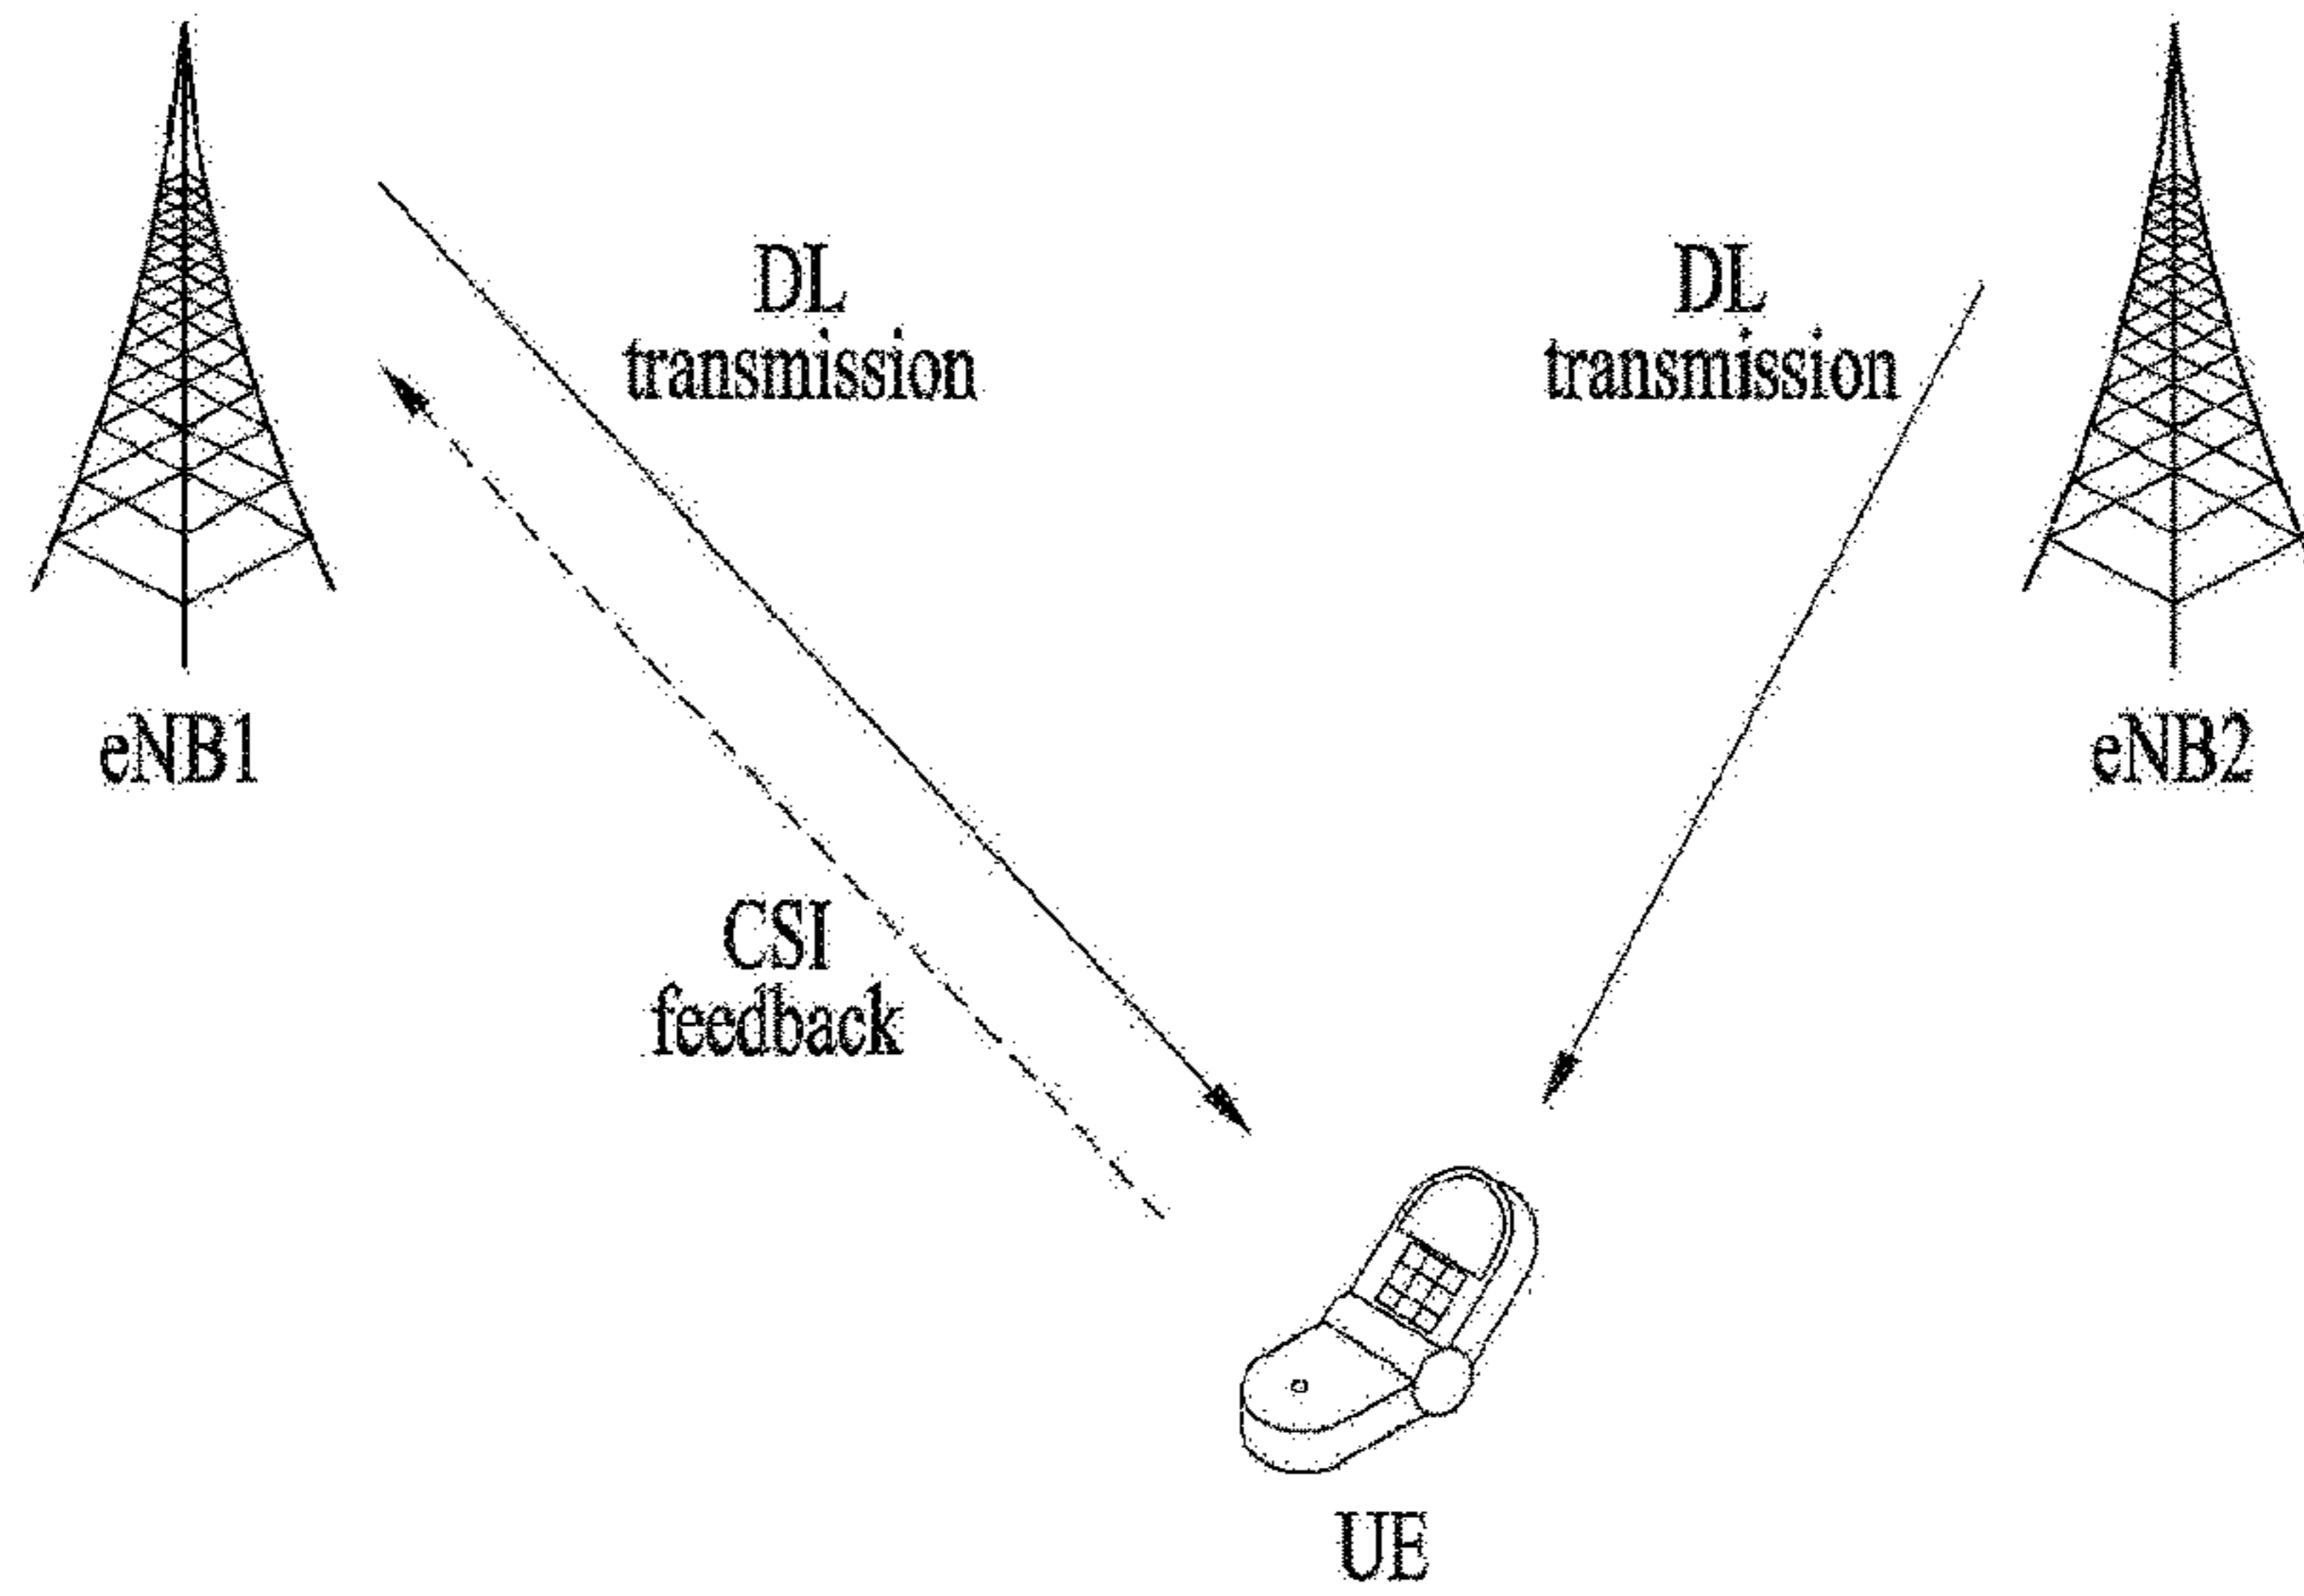 DL
transmission
DL
transmission
eNB1
eNB2
CSI
feedback
UE